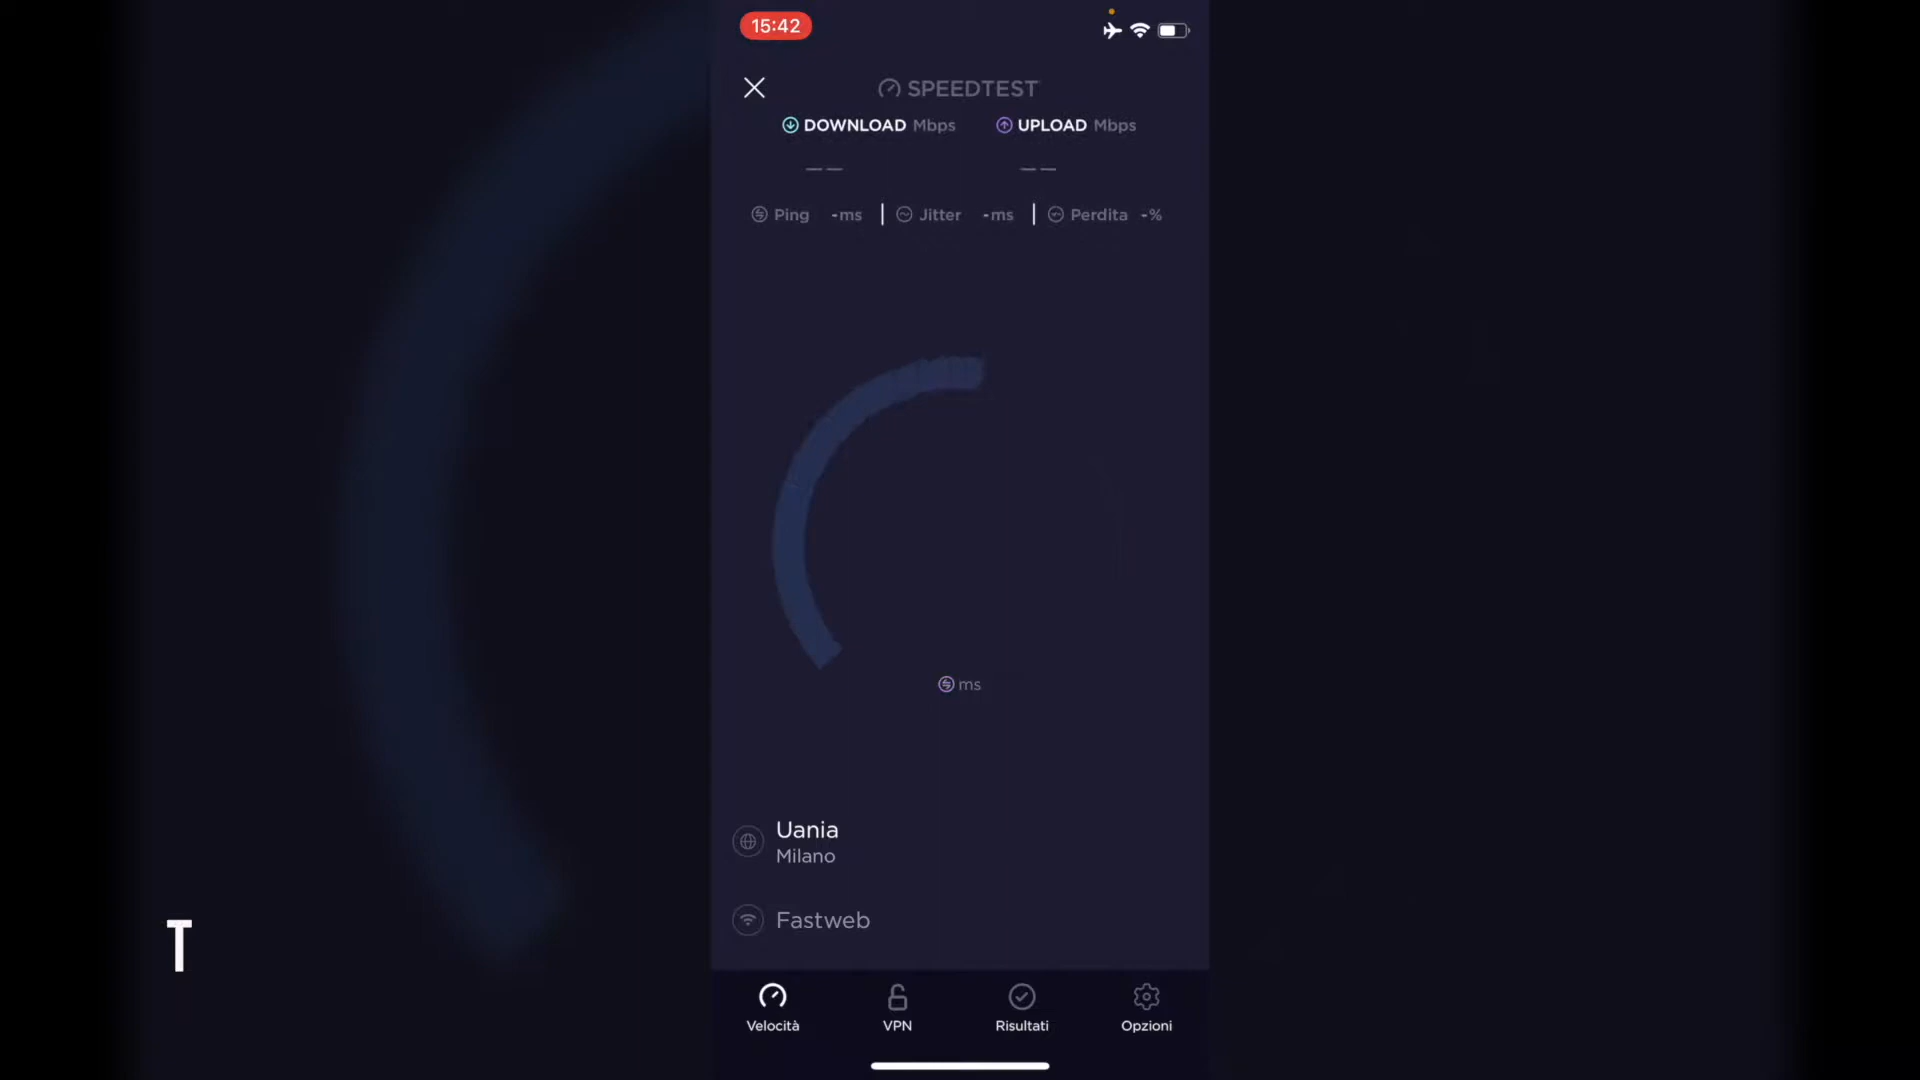 15:42
SPEEDTEST
DOWNLOAD Mbps UPLOAD Mbps
— — — —
Ping -ms Jitter -ms Perdita -%
ms
Uania
Milano
Fastweb
T
Velocità VPN Risultati Opzioni